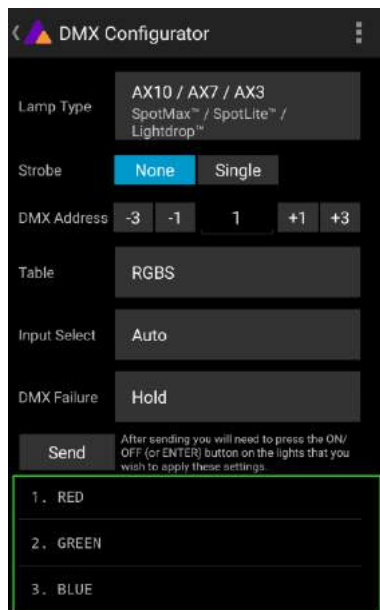 DMX Configurator
Lamp Type
AX10 / AX7 / AX3
SpotMax™ / SpotLite™ /
Lightdrop™
Strobe None Single
DMX Address -3 -1 1 +1 +3
Table RGBS
Input Select Auto
DMX Failure Hold
Send
After sending you will need to press the ON/
OFF (or ENTER) button on the lights that you
wish to apply these settings.
1. RED
2. GREEN
3. BLUE